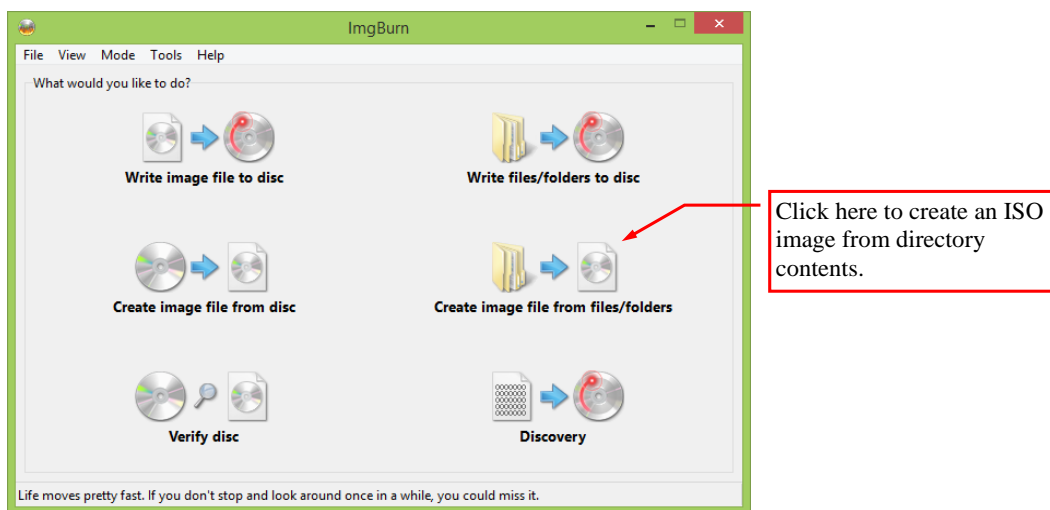 ImgBurn
File View Mode Tools Help
What would you like to do?
Write image file to disc
Write files/folders to disc
Create image file from disc
Create image file from files/folders
Verify disc
Discovery
Life moves pretty fast. If you don't stop and look around once in a while, you could miss it.
Click here to create an ISO
image from directory
contents.